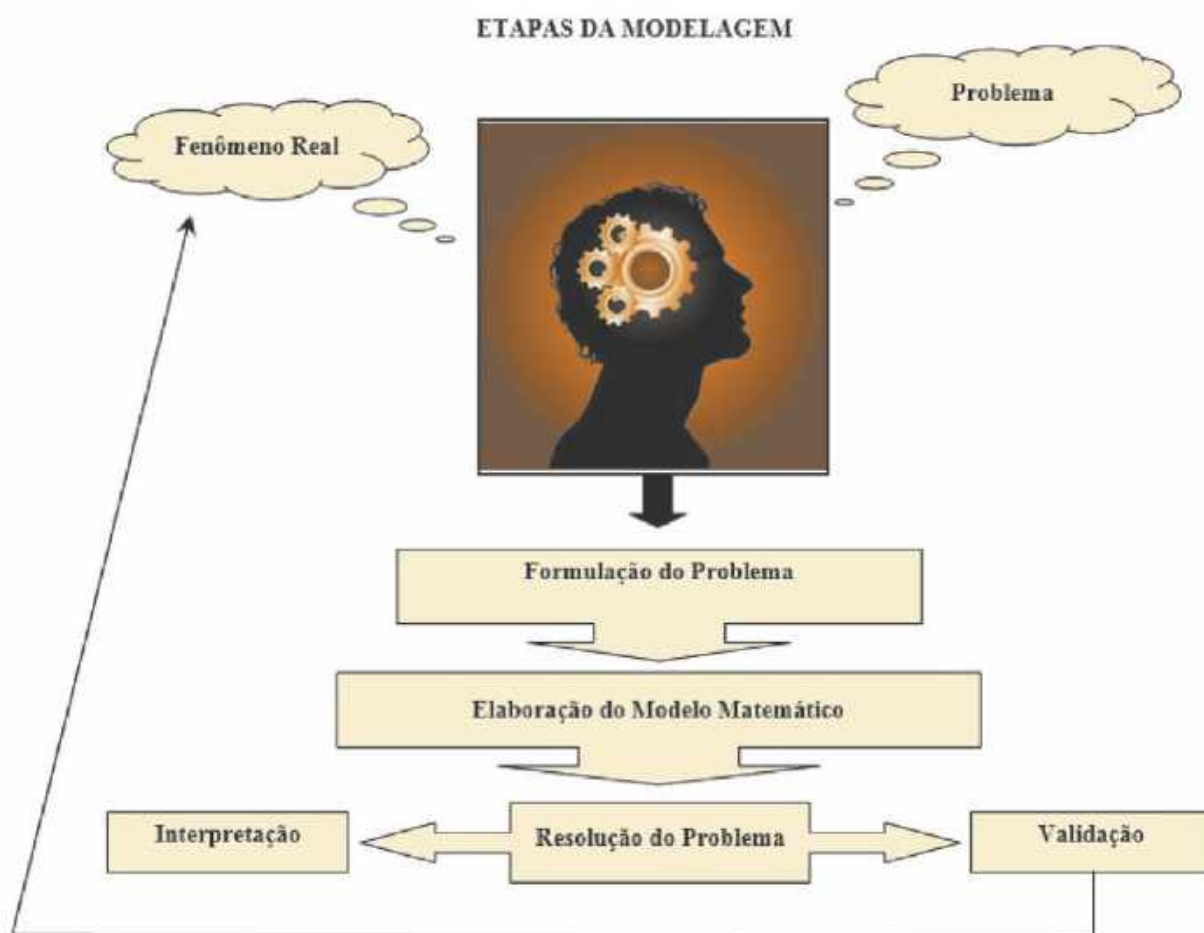 ETAPAS DA MODELAGEM
Problema
Fenômeno Real
Formulação do Problema
Elaboração do Modelo Matemático
Interpretação
Resolução do Problema
Validação